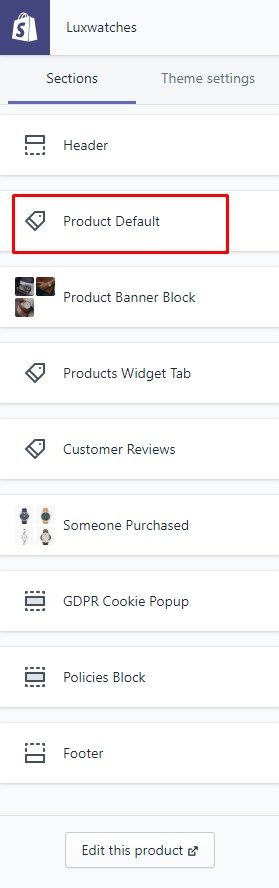 Luxwatches
Sections Theme settings
Header
Product Default
Product Banner Block
Products Widget Tab
Customer Reviews
Someone Purchased
GDPR Cookie Popup
Policies Block
Footer
Edit this product